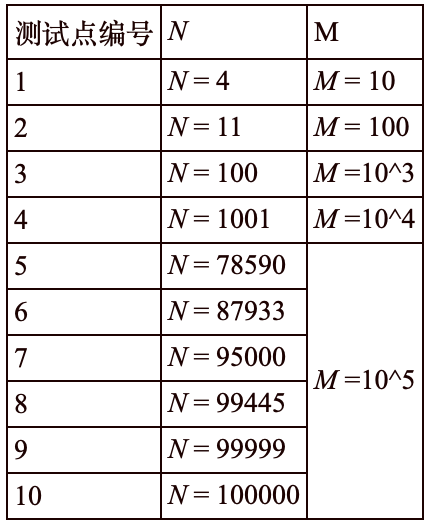 测试点编号 N M
1 N = 4 M = 10
2 N = 11 M = 100
3 N = 100 M =10^3
4 N = 1001 M =10^4
5 N = 78590
6 N = 87933
7 N = 95000
M =10^5
8 N = 99445
9 N = 99999
10 N = 100000